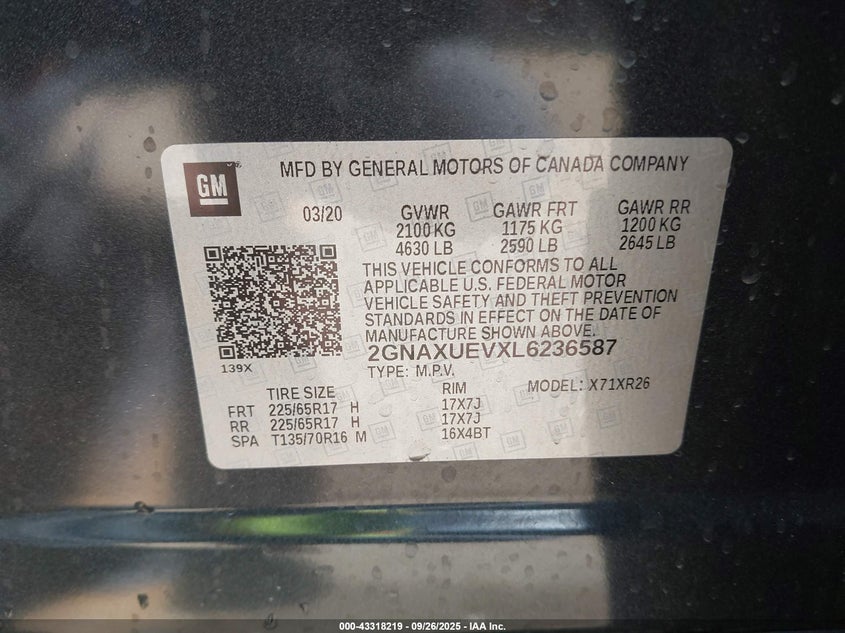 GM
MFD BY GENERAL MOTORS OF CANADA COMPANY
03/20 GVWR GAWR FRT GAWR RR
2100 KG 1175 KG 1200 KG
4630 LB 2590 LB 2645 LB
THIS VEHICLE CONFORMS TO ALL
APPLICABLE U.S. FEDERAL MOTOR
VEHICLE SAFETY AND THEFT PREVENTION
STANDARDS IN EFFECT ON THE DATE OF
MANUFACTURE SHOWN ABOVE.
2GNAXUEVXL6236587
139X
TYPE: M.P.V. MODEL: X71XR26
TIRE SIZE RIM
FRT 225/65R17 H 17X7J
RR 225/65R17 H 17X7J
SPA T135/70R16 M 16X4BT
000-43318219 - 09/26/2025 - IAA Inc.